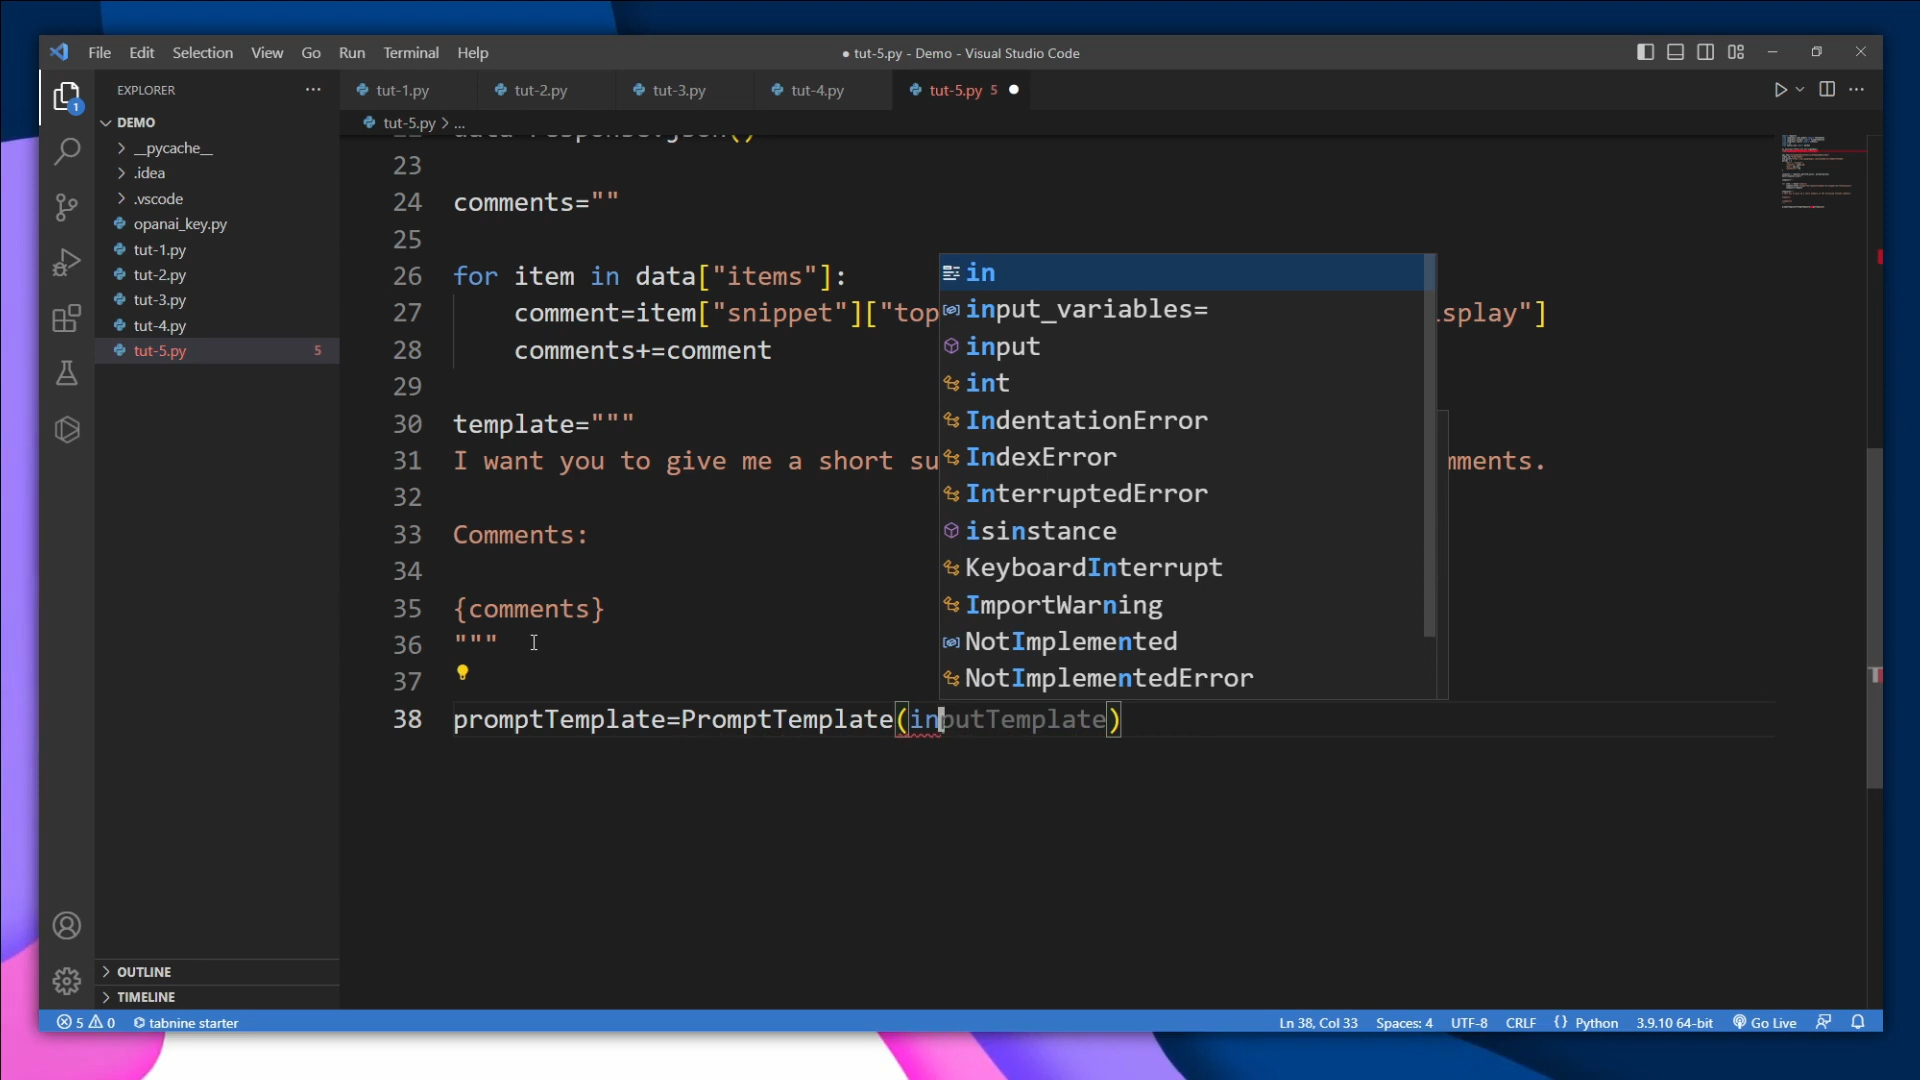 File Edit Selection View Go Run Terminal Help
● tut-5.py - Demo - Visual Studio Code
EXPLORER
tut-1.py
tut-2.py
tut-3.py
tut-4.py
tut-5.py 5
DEMO
tut-5.py > ...
__pycache__
.idea
.vscode
opanai_key.py
tut-1.py
tut-2.py
tut-3.py
tut-4.py
tut-5.py 5
OUTLINE
TIMELINE
23
24 comments=""
25
26 for item in data["items"]:
27 comment=item["snippet"]["top
splay"]
28 comments+=comment
29
30 template="""
31 I want you to give me a short su
mments.
32
33 Comments:
34
35 {comments}
36 """
37
38 promptTemplate=PromptTemplate(inputTemplate)
in
input_variables=
input
int
IndentationError
IndexError
InterruptedError
isinstance
KeyboardInterrupt
ImportWarning
NotImplemented
NotImplementedError
1
5 0 tabnine starter
Ln 38, Col 33 Spaces: 4 UTF-8 CRLF {} Python 3.9.10 64-bit Go Live